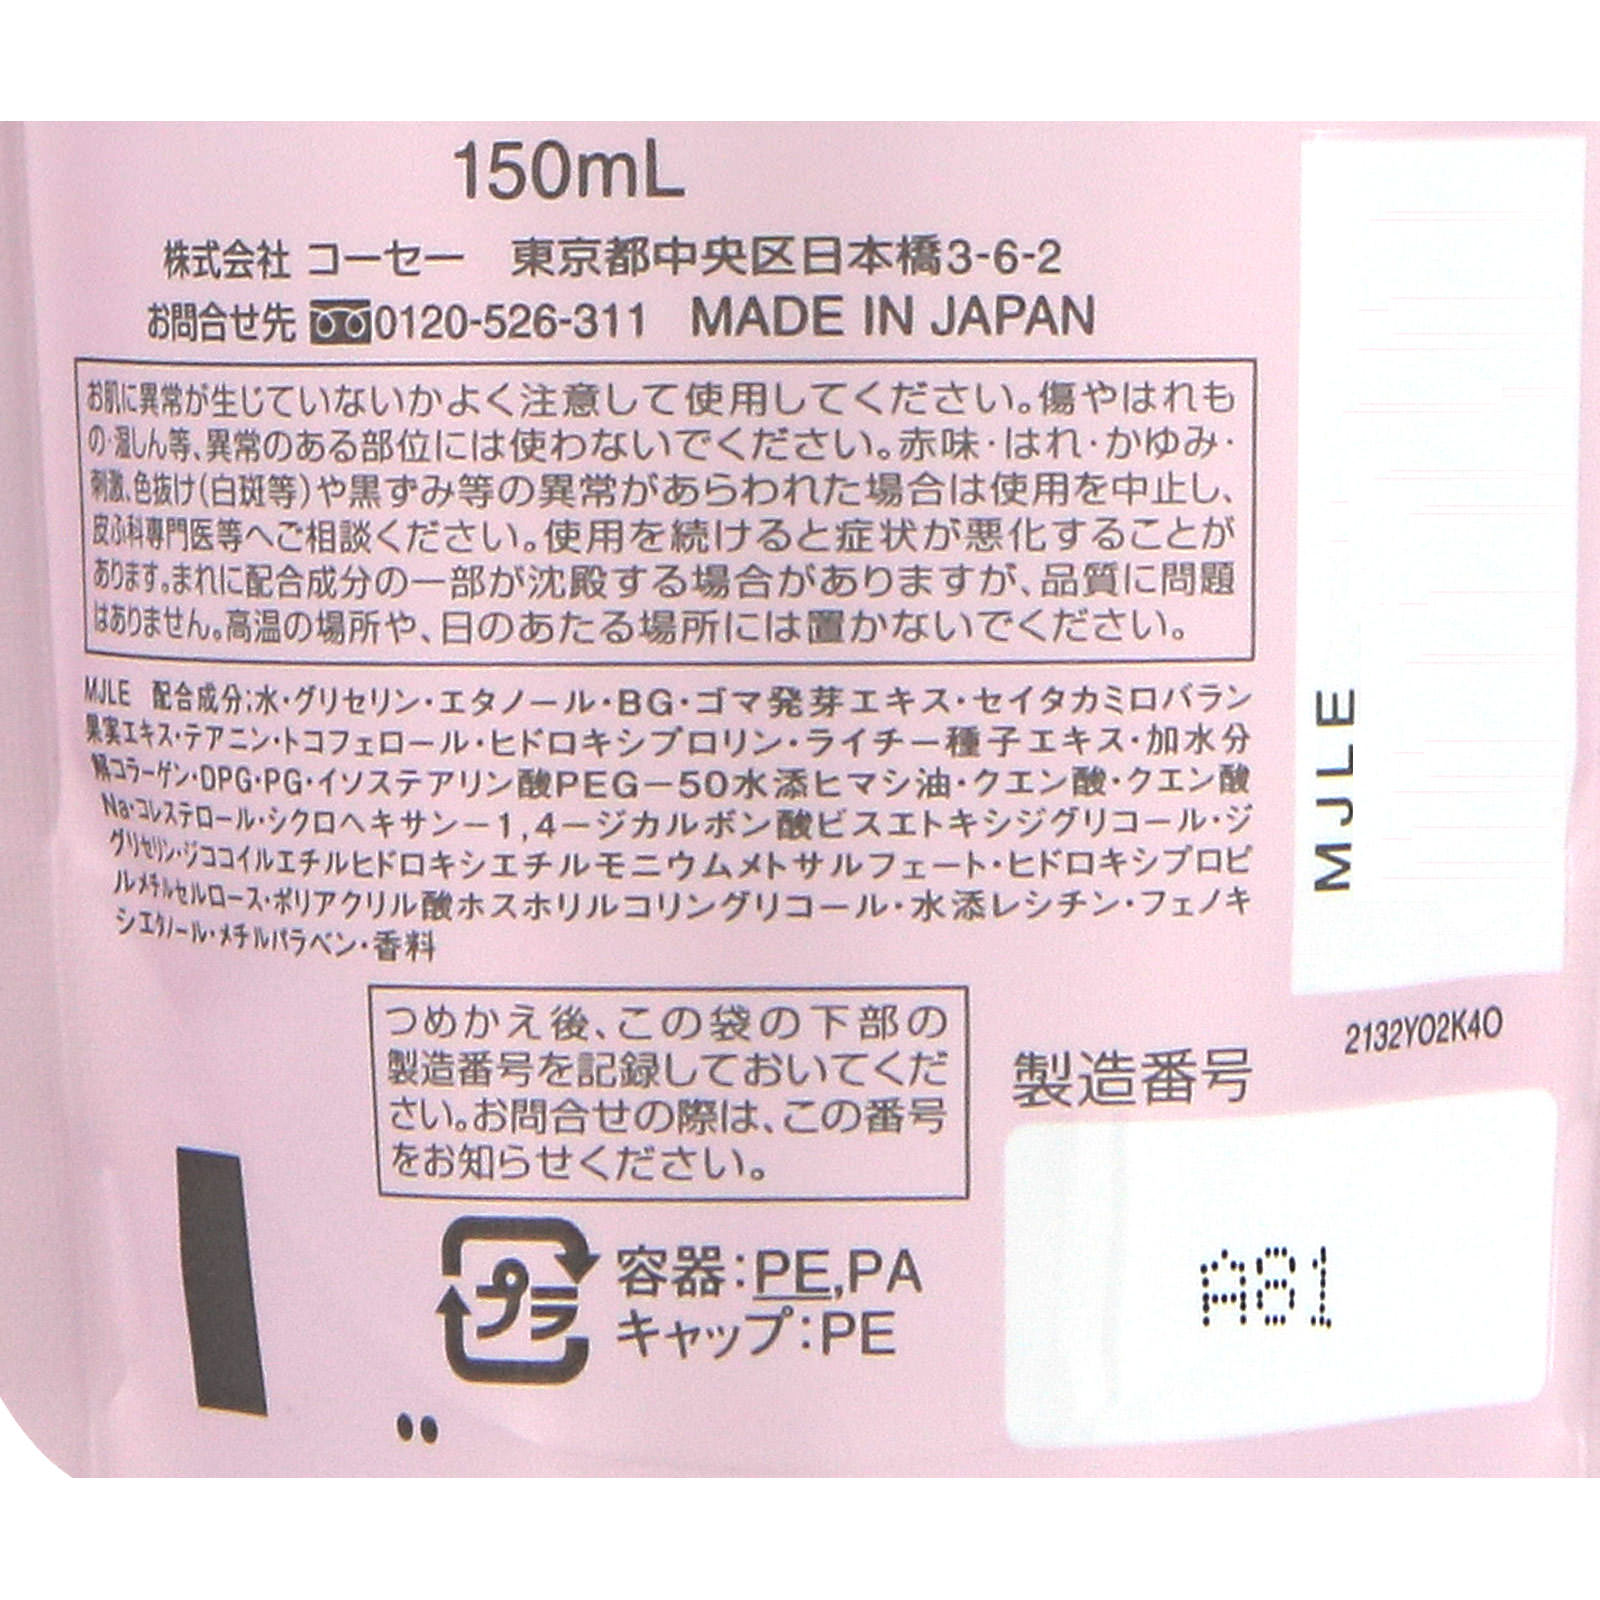 150mL
株式会社 コーセー 東京都中央区日本橋3-6-2
お問合せ先 0120-526-311 MADE IN JAPAN
お肌に異常が生じていないかよく注意して使用してください。傷やはれも
の・湿しん等、異常のある部位には使わないでください。赤味・はれ・かゆみ・
刺激、色抜け(白斑等)や黒ずみ等の異常があらわれた場合は使用を中止し、
皮ふ科専門医等へご相談ください。使用を続けると症状が悪化することが
あります。まれに配合成分の一部が沈殿する場合がありますが、品質に問題
はありません。高温の場所や、日のあたる場所には置かないでください。
MJLE 配合成分;水・グリセリン・エタノール・BG・ゴマ発芽エキス・セイタカミロバラン
果実エキス・テアニン・トコフェロール・ヒドロキシプロリン・ライチー種子エキス・加水分
解コラーゲン・DPG・PG・イソステアリン酸PEG－50水添ヒマシ油・クエン酸・クエン酸
Na・コレステロール・シクロヘキサン－1,4－ジカルボン酸ビスエトキシジグリコール・ジ
グリセリン・ジココイルエチルヒドロキシエチルモニウムメトサルフェート・ヒドロキシプロピ
ルメチルセルロース・ポリアクリル酸ホスホリルコリングリコール・水添レシチン・フェノキ
シエタノール・メチルパラベン・香料
MJLE
2132YO2K4O
つめかえ後、この袋の下部の
製造番号を記録しておいてくだ
さい。お問合せの際は、この番号
をお知らせください。
製造番号
A81
プラ
容器:PE,PA
キャップ:PE